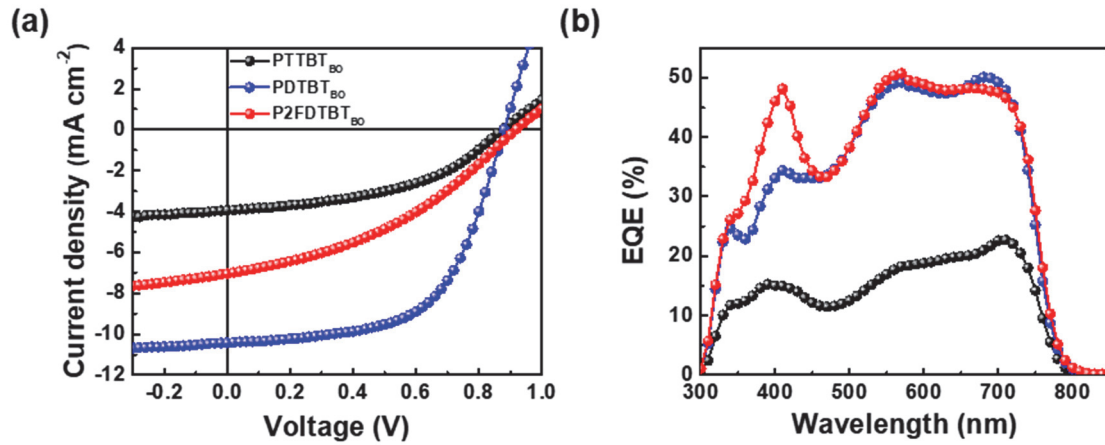 (a)
Current density (mA cm-2)
4
2
0
-2
-4
-6
-8
-10
-12
PTTBTBO
PDTBTBO
P2FDTBTBO
-0.2 0.0 0.2 0.4 0.6 0.8 1.0
Voltage (V)
(b)
EQE (%)
50
40
30
20
10
0
300 400 500 600 700 800
Wavelength (nm)